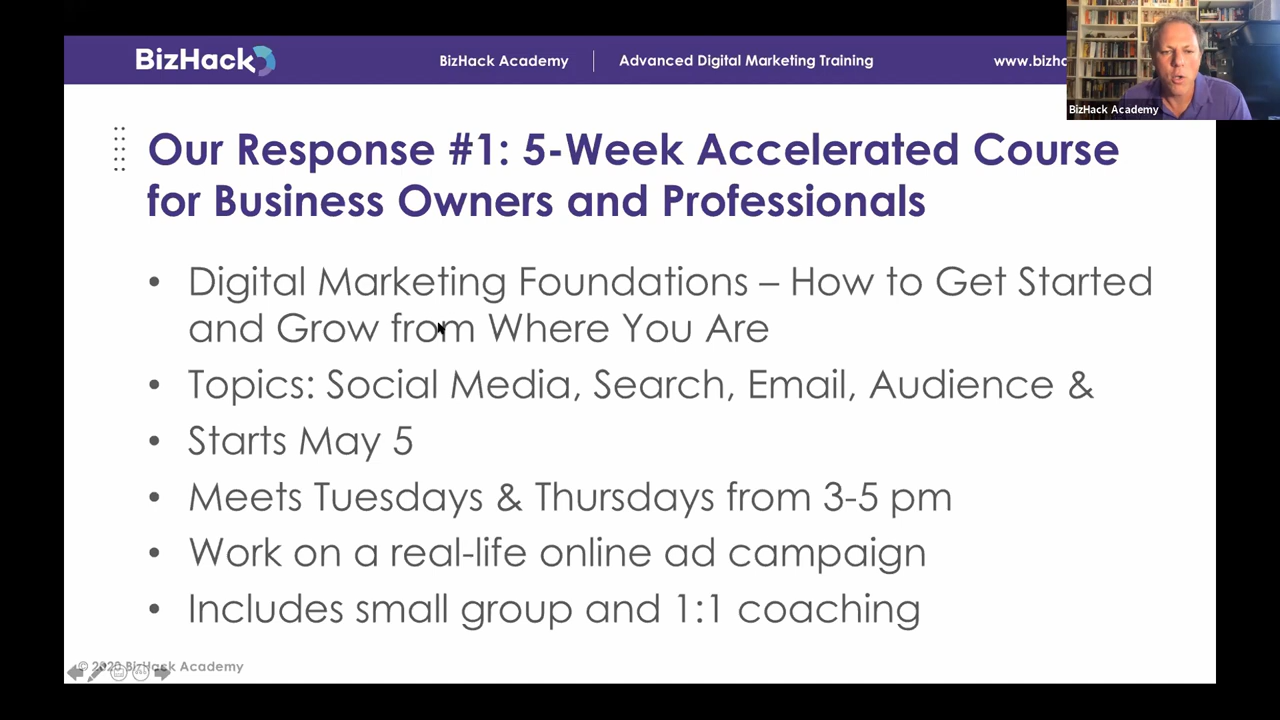 BizHack
BizHack Academy
Advanced Digital Marketing Training
www.bizh
BizHack Academy
Our Response #1: 5-Week Accelerated Course
for Business Owners and Professionals
• Digital Marketing Foundations – How to Get Started
and Grow from Where You Are
• Topics: Social Media, Search, Email, Audience &
• Starts May 5
• Meets Tuesdays & Thursdays from 3-5 pm
• Work on a real-life online ad campaign
• Includes small group and 1:1 coaching
© 2020 BizHack Academy